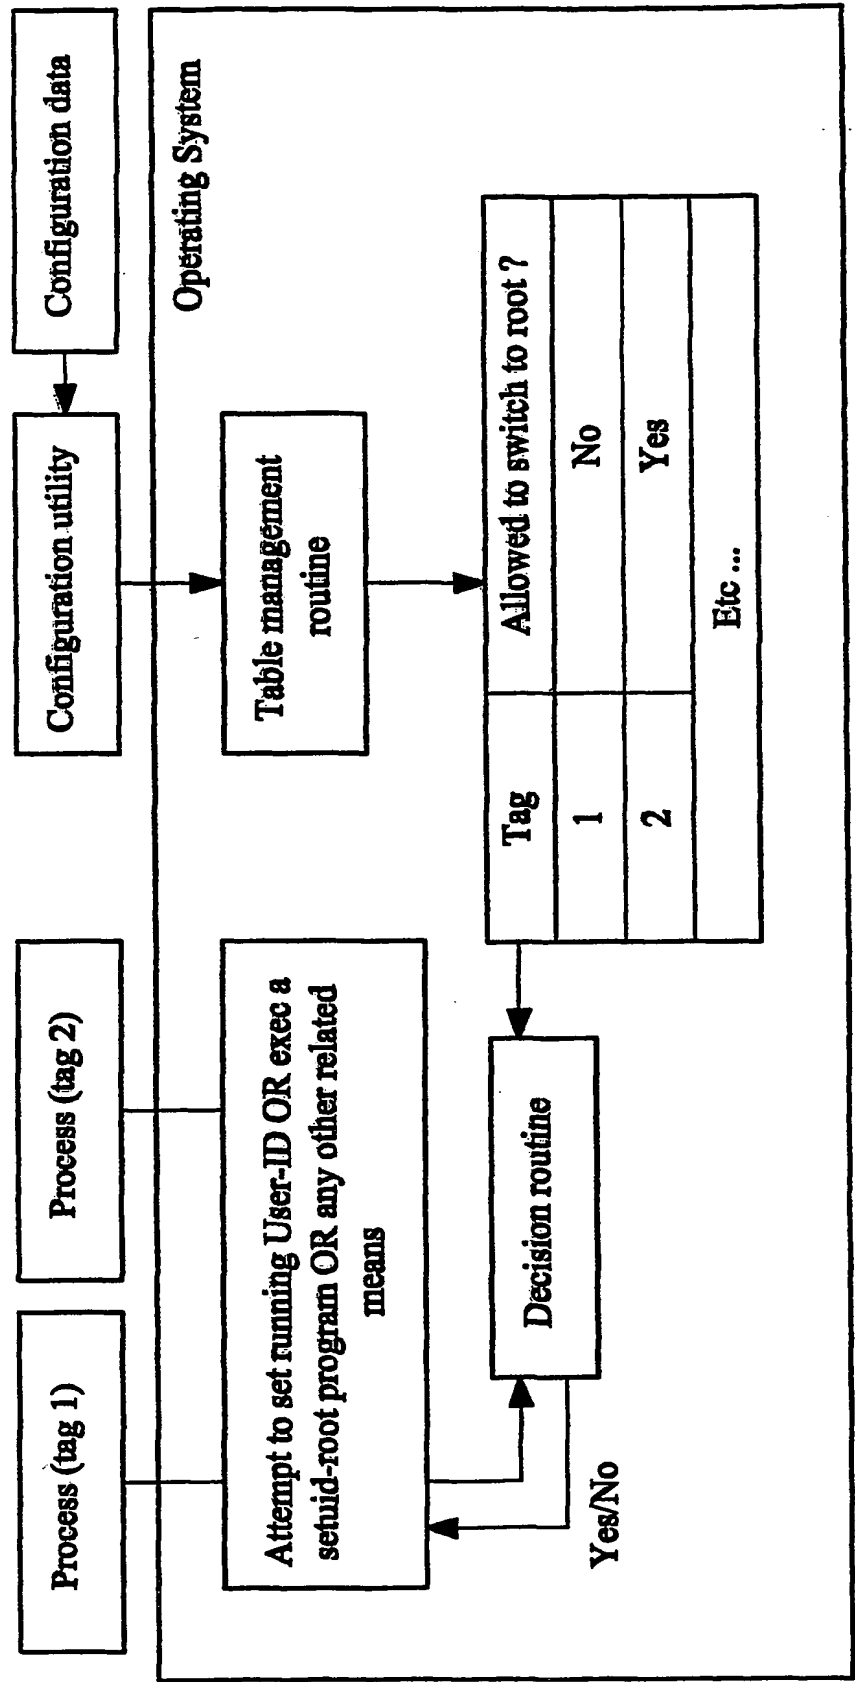 Process (tag 1)
Process (tag 2)
Configuration utility
Configuration data
Operating System
Attempt to set running User-ID OR exec a
setuid-root program OR any other related
means
Table management
routine
Yes/No
Decision routine
Tag
Allowed to switch to root ?
1
No
2
Yes
Etc ...